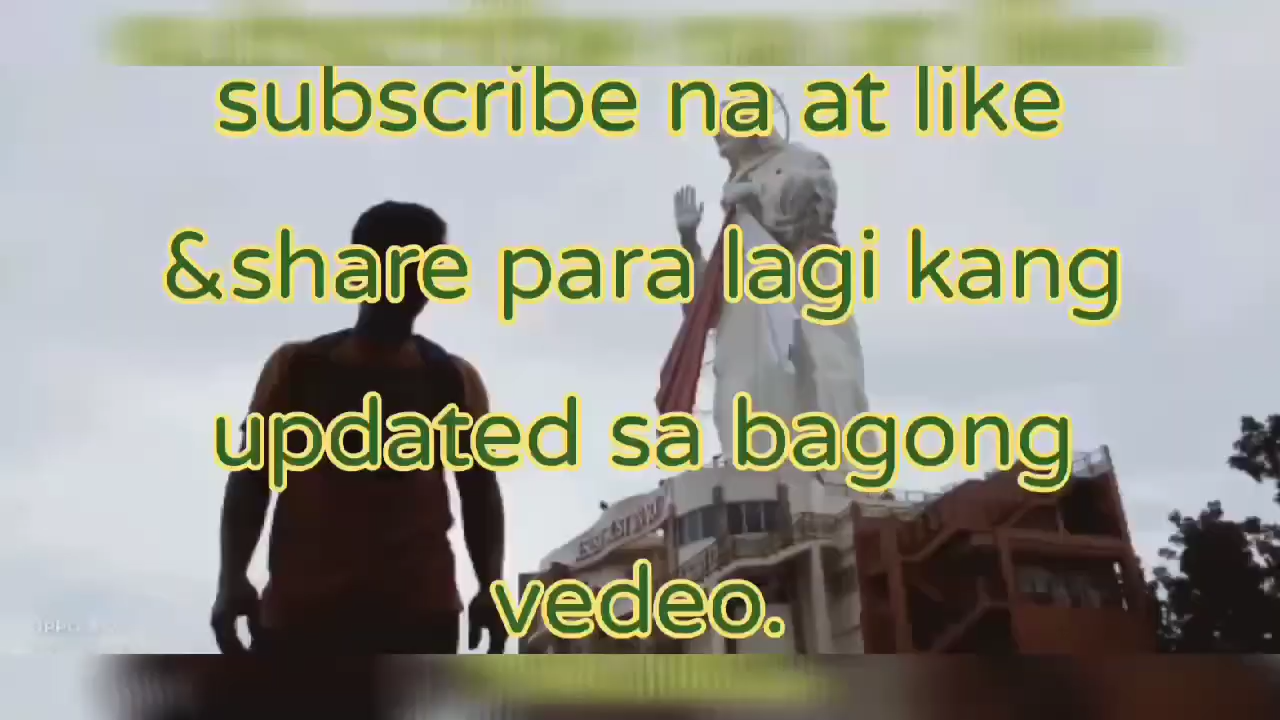 subscribe na at like
&share para lagi kang
updated sa bagong
vedeo.